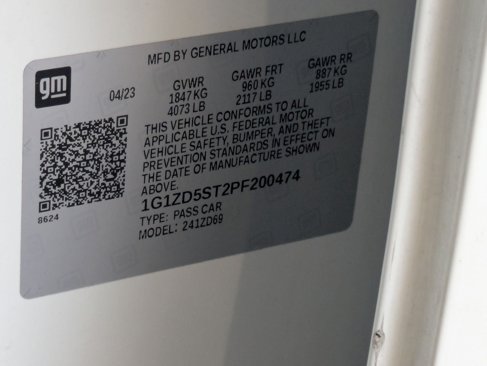 MFD BY GENERAL MOTORS LLC
gm
04/23
GVWR GAWR FRT GAWR RR
1847 KG 960 KG 887 KG
4073 LB 2117 LB 1955 LB
THIS VEHICLE CONFORMS TO ALL
APPLICABLE U.S. FEDERAL MOTOR
VEHICLE SAFETY, BUMPER, AND THEFT
PREVENTION STANDARDS IN EFFECT ON
THE DATE OF MANUFACTURE SHOWN
ABOVE.
1G1ZD5ST2PF200474
TYPE: PASS CAR
MODEL: 241ZD69
8624